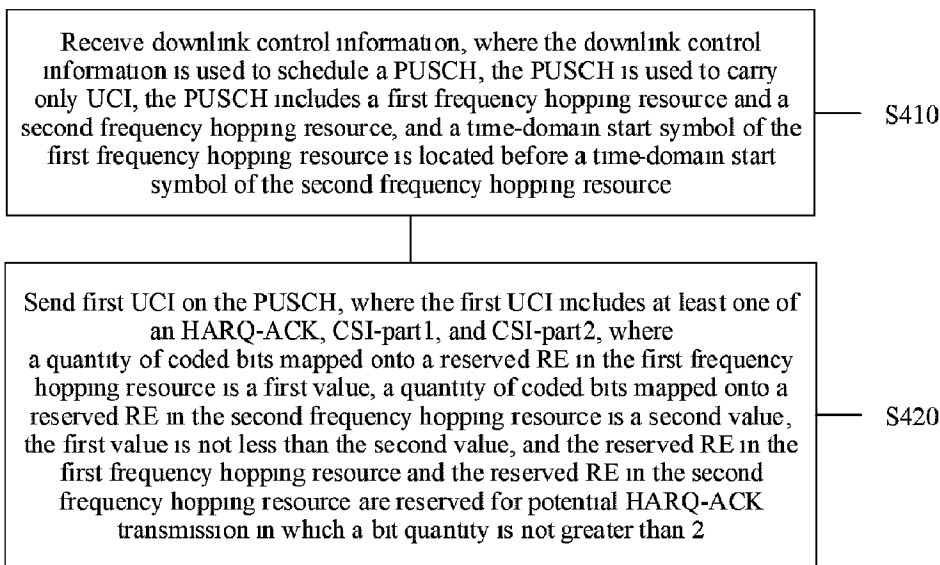 Receive downlink control information, where the downlink control
information is used to schedule a PUSCH, the PUSCH is used to carry
only UCI, the PUSCH includes a first frequency hopping resource and a
second frequency hopping resource, and a time-domain start symbol of the
first frequency hopping resource is located before a time-domain start
symbol of the second frequency hopping resource
S410
Send first UCI on the PUSCH, where the first UCI includes at least one of
an HARQ-ACK, CSI-part1, and CSI-part2, where
a quantity of coded bits mapped onto a reserved RE in the first frequency
hopping resource is a first value, a quantity of coded bits mapped onto a
reserved RE in the second frequency hopping resource is a second value,
the first value is not less than the second value, and the reserved RE in the
first frequency hopping resource and the reserved RE in the second
frequency hopping resource are reserved for potential HARQ-ACK
transmission in which a bit quantity is not greater than 2
S420